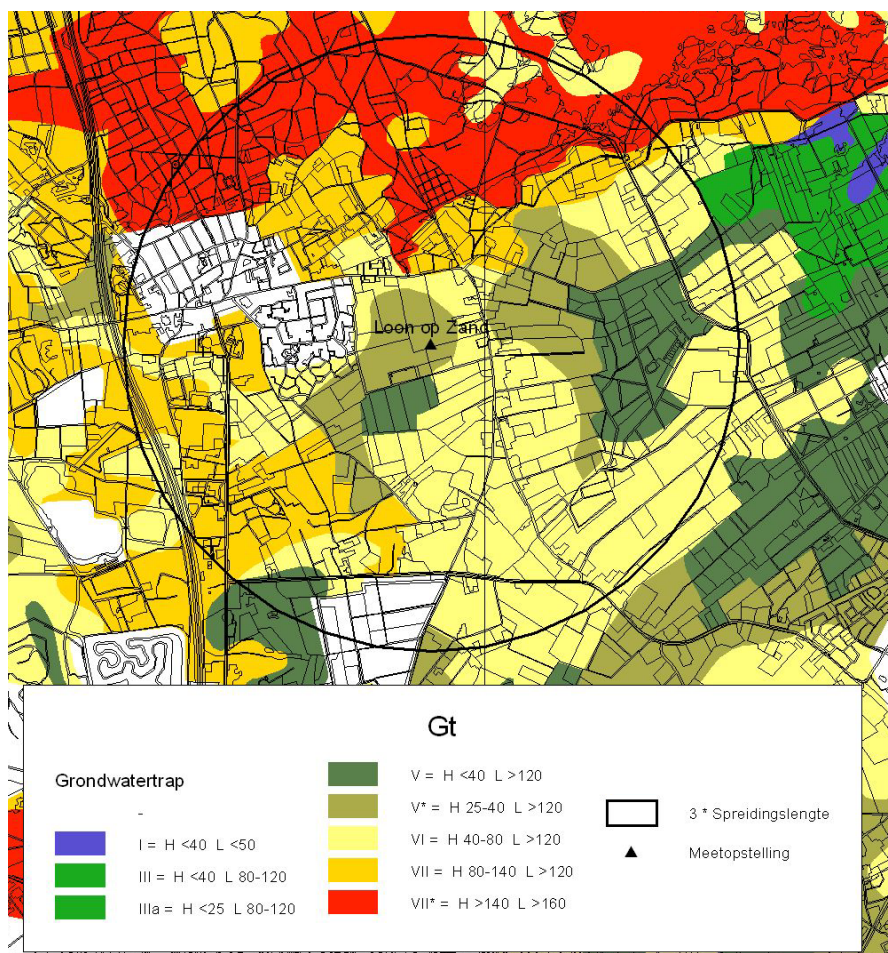 Loon op Zand
Gt
Grondwatertrap
-
I = H <40 L <50
III = H <40 L 80-120
IIIa = H <25 L 80-120
V = H <40 L >120
V* = H 25-40 L >120
VI = H 40-80 L >120
VII = H 80-140 L >120
VII* = H >140 L >160
3 * Spreidingslengte
Meetopstelling